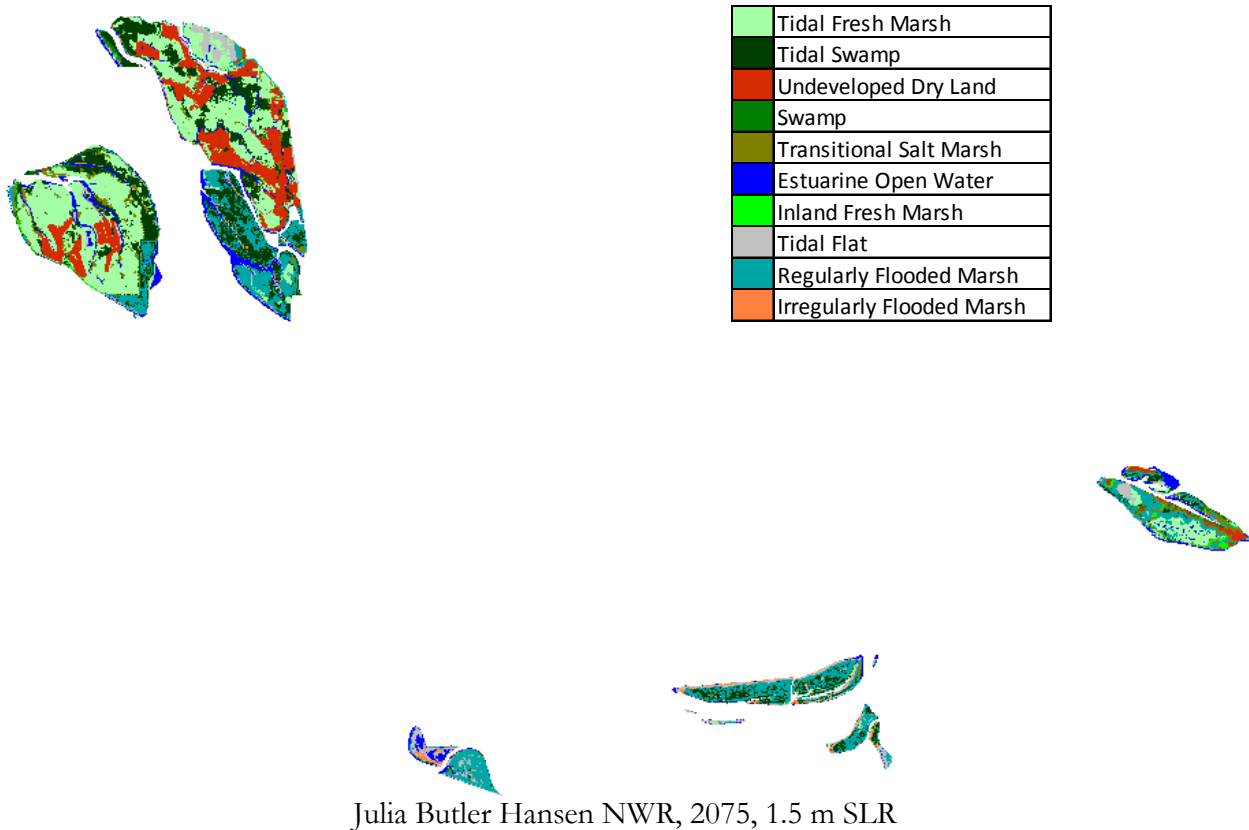 Tidal Fresh Marsh
Tidal Swamp
Undeveloped Dry Land
Swamp
Transitional Salt Marsh
Estuarine Open Water
Inland Fresh Marsh
Tidal Flat
Regularly Flooded Marsh
Irregularly Flooded Marsh
Julia Butler Hansen NWR, 2075, 1.5 m SLR